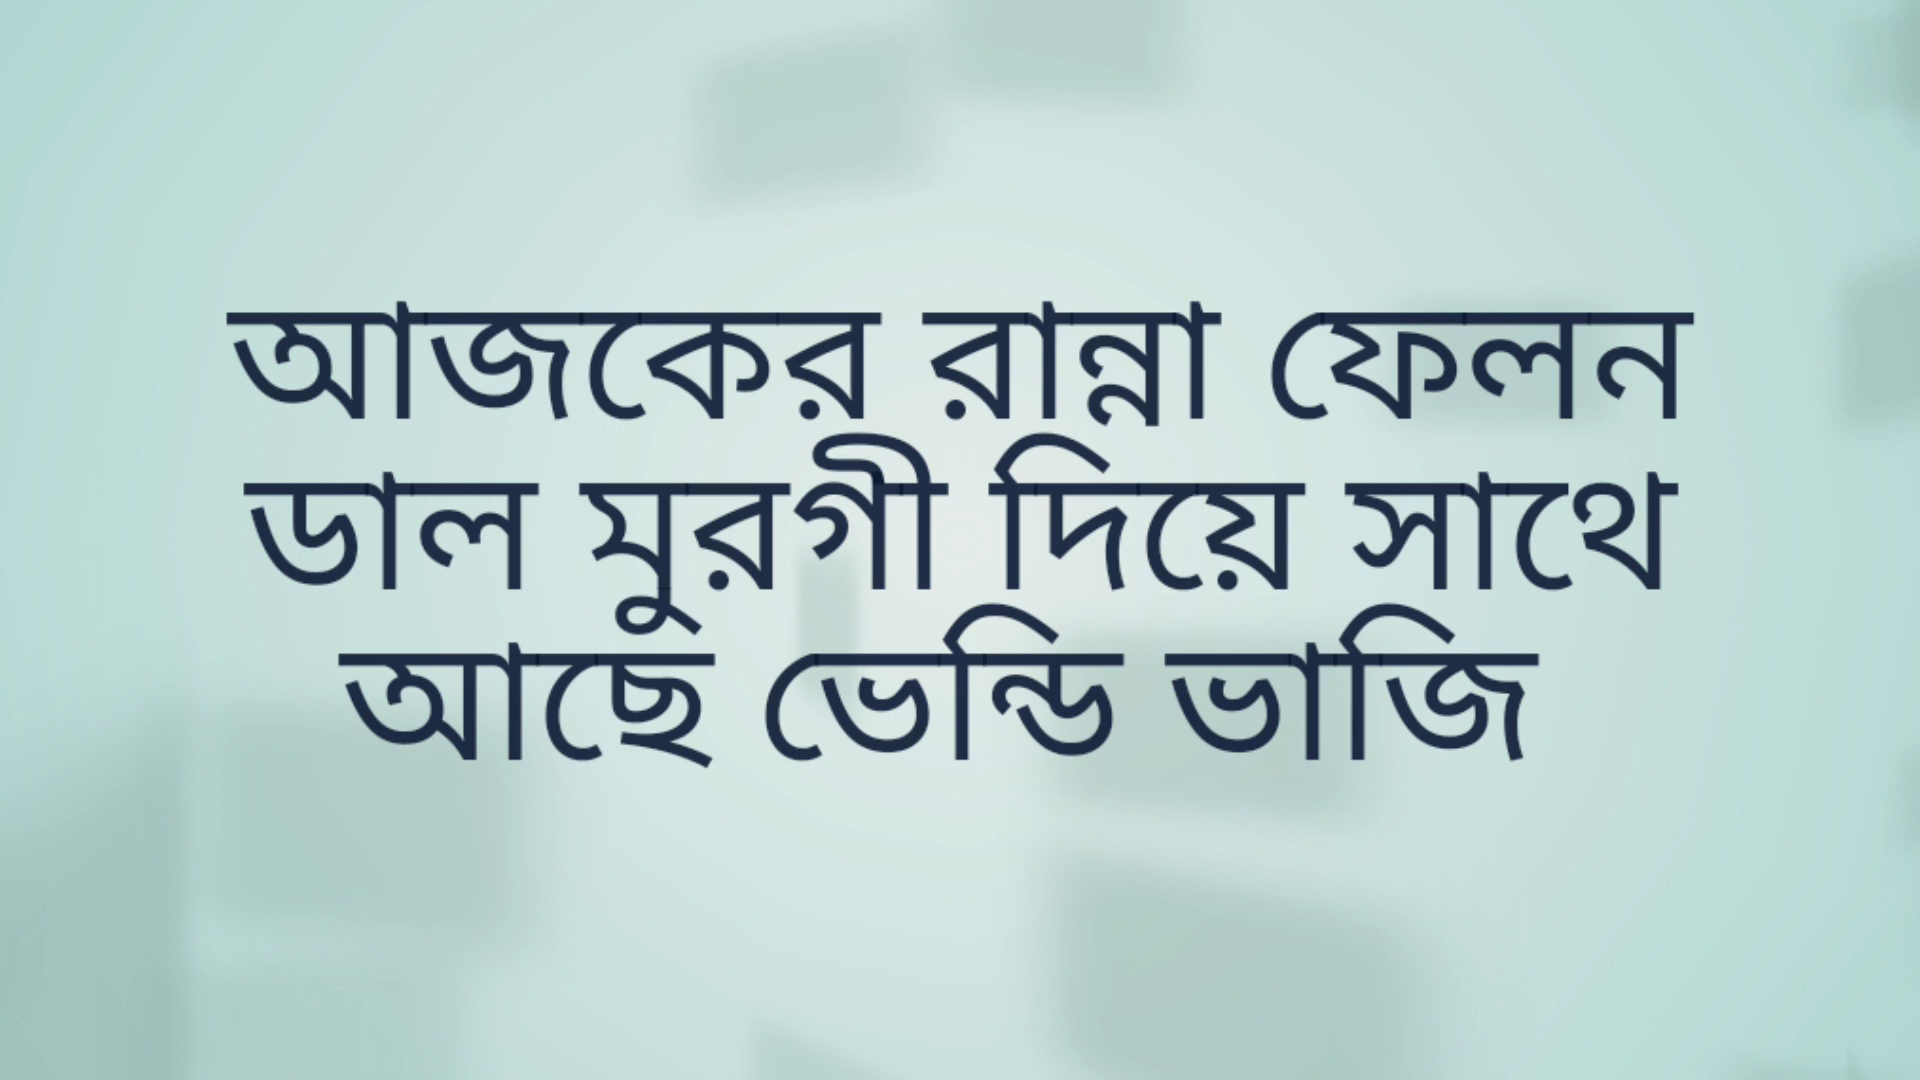 আজকের রান্না ফেলন
ডাল মুরগী দিয়ে সাথে
আছে ভেন্ডি ভাজি